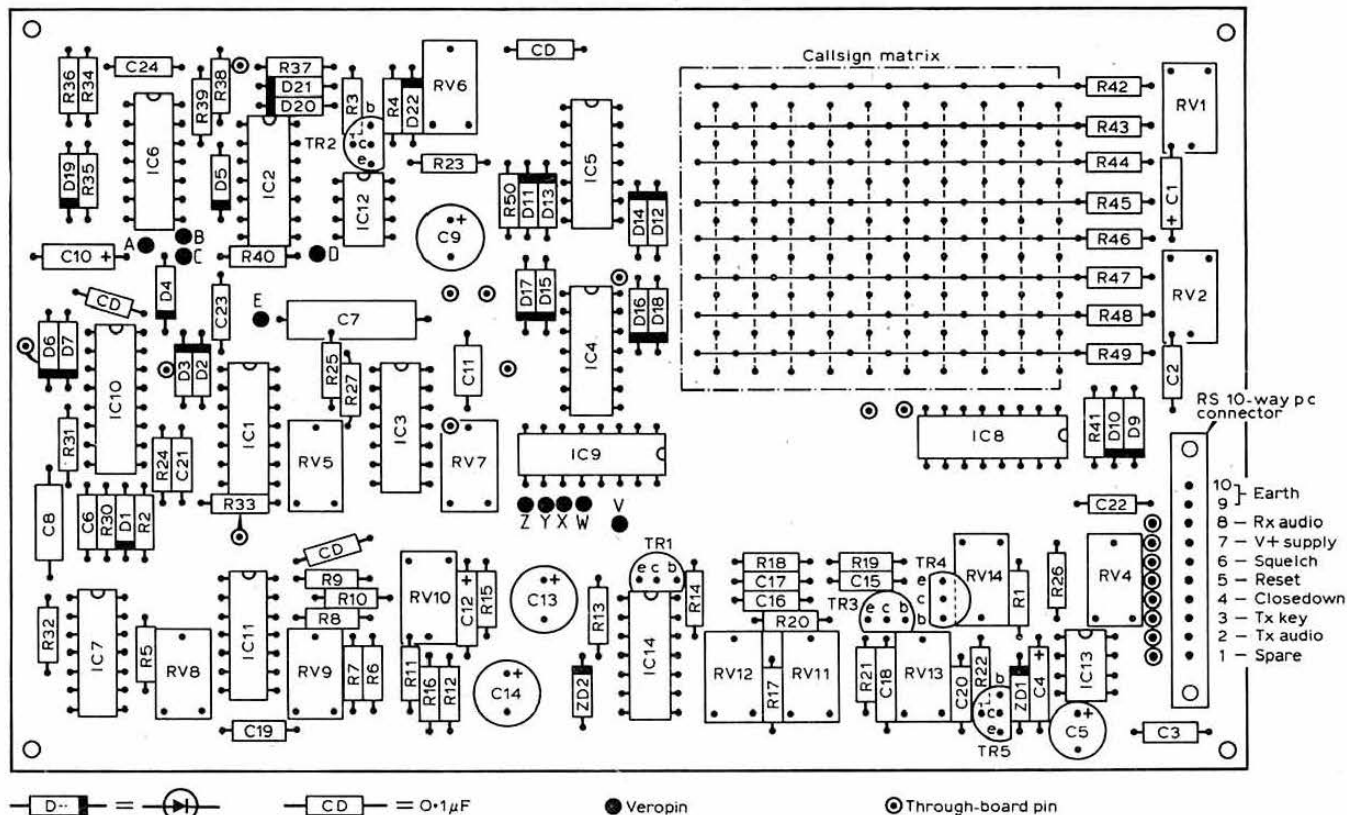 CD
Callsign matrix
R36
R34
C24
R39
R38
R37
D21
D20
R3
b
c
e
TR2
R4
D22
RV6
R42
RV1
R43
R44
R45
R46
R47
R48
R49
C1
+
RV2
C2
IC6
D19
R35
D5
IC2
IC12
R23
C9
+
R50
D11
D13
IC5
D14
D12
A
B
C
C10 +
R40
D
D4
CD
C23
E
C7
D17
D15
IC4
D16
D18
D6
D7
IC10
D3
D2
R25
R27
C11
IC1
IC3
RV5
RV7
R31
R24
C21
R33
IC9
IC8
R41
D10
D9
RS 10-way pc
connector
Z
Y
X
W
V
C8
C6
R30
D1
R2
CD
R9
R10
R8
RV10
C12
+
R15
C13
+
R13
TR1
e c b
R14
R18
C17
C16
R20
R19
C15
TR3
e c b
TR4
e
c
b
RV14
R1
R26
C22
RV4
10
9
Earth
8 – Rx audio
7 – V+ supply
6 – Squelch
5 – Reset
4 – Closedown
3 – Tx key
2 – Tx audio
1 – Spare
R32
IC7
R5
RV8
IC11
RV9
R7
R6
R11
R16
R12
C14
+
ZD2
IC14
RV12
R17
RV11
R21
C18
RV13
C20
R22
b
c
e
TR5
ZD1
C4
+
IC13
C5
+
C3
C19
D-- =
CD = 0·1µF
Veropin
Through-board pin